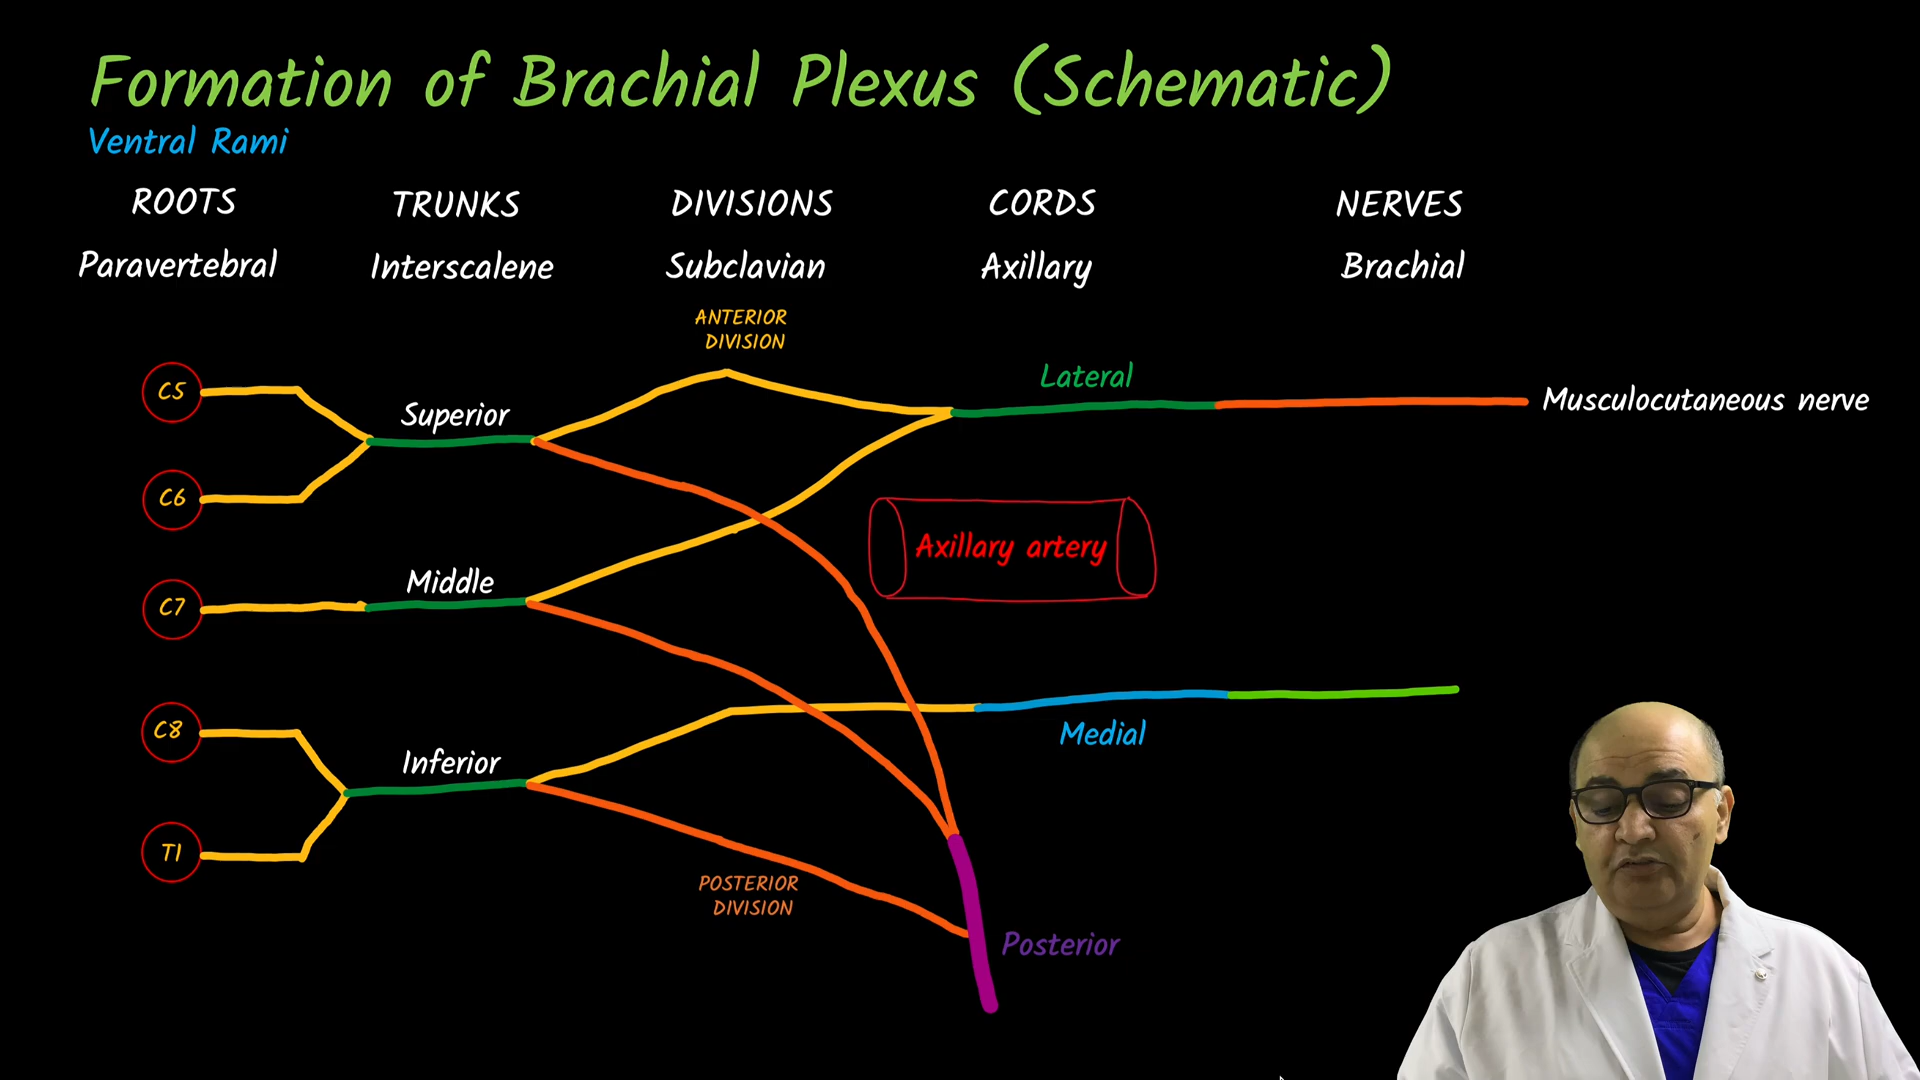 Formation of Brachial Plexus (Schematic)
Ventral Rami
ROOTS TRUNKS DIVISIONS CORDS NERVES
Paravertebral Interscalene Subclavian Axillary Brachial
ANTERIOR
DIVISION
Lateral
C5
Musculocutaneous nerve
Superior
C6
Axillary artery
Middle
C7
C8
Medial
Inferior
T1
POSTERIOR
DIVISION
Posterior